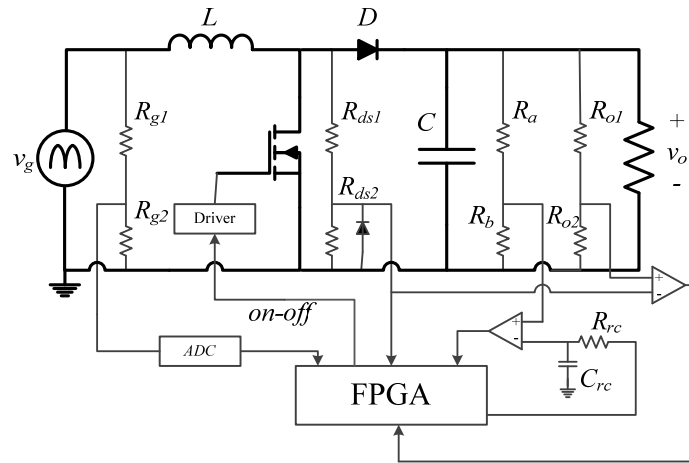 L
D
R_g1
R_ds1
C
R_a
R_o1
+
v_o
-
v_g
R_g2
Driver
R_ds2
R_b
R_o2
+
-
on-off
+
-
R_rc
ADC
C_rc
FPGA